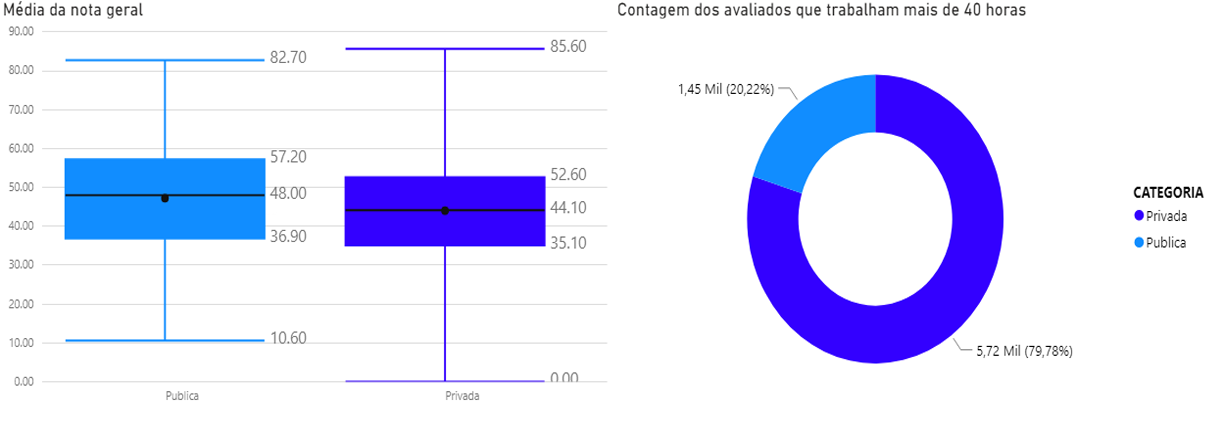 Média da nota geral
90.00
80.00
70.00
60.00
50.00
40.00
30.00
20.00
10.00
0.00
82.70
57.20
48.00
36.90
10.60
85.60
52.60
44.10
35.10
0.00
Publica
Privada
Contagem dos avaliados que trabalham mais de 40 horas
1,45 Mil (20,22%)
5,72 Mil (79,78%)
CATEGORIA
Privada
Publica